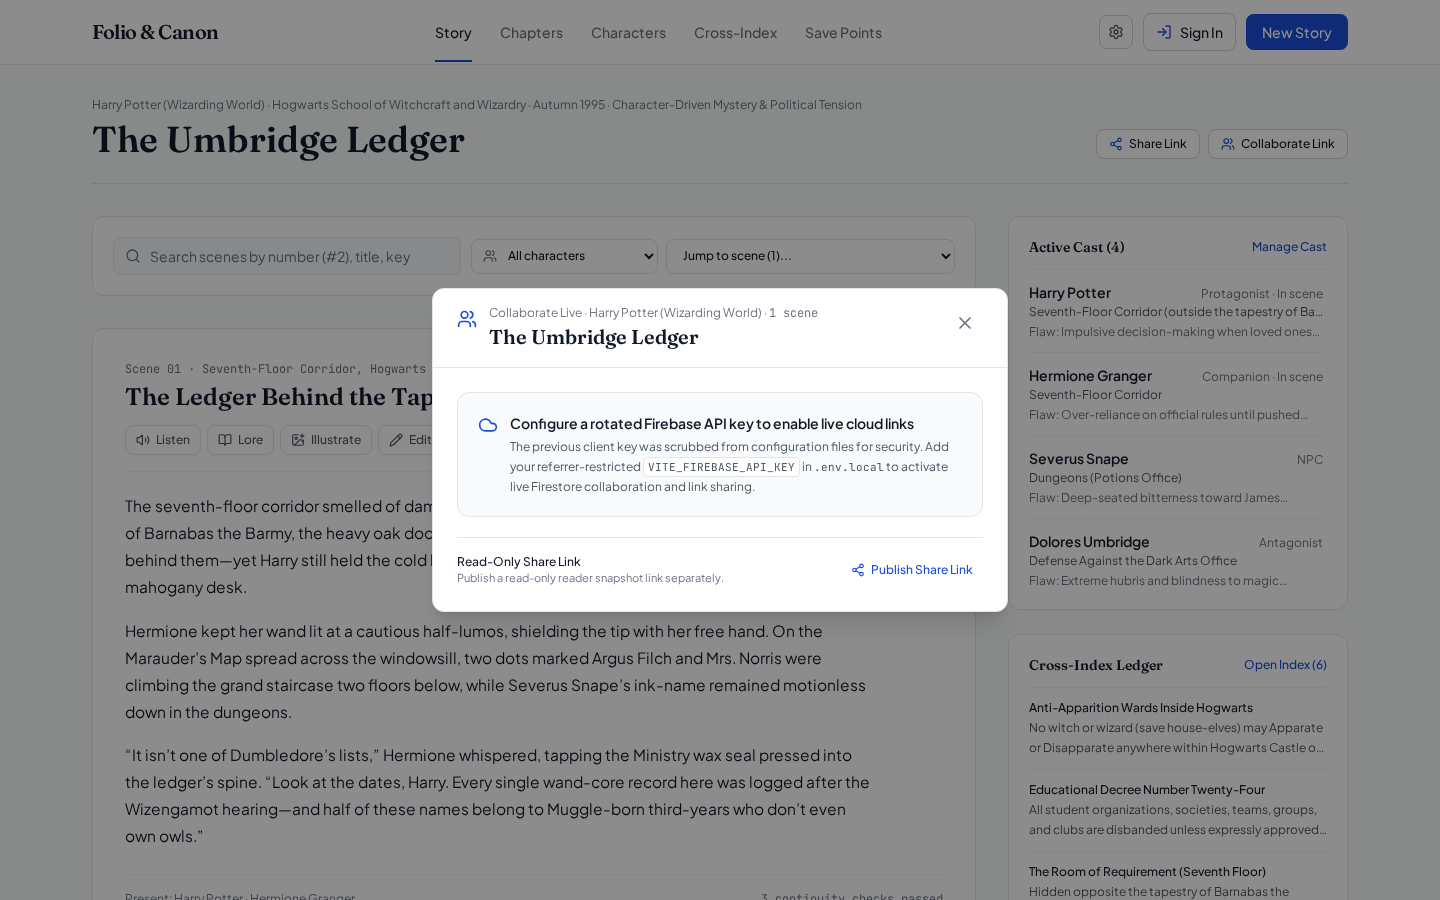 Folio & Canon
Story
Chapters
Characters
Cross-Index
Save Points
Sign In
New Story
Harry Potter (Wizarding World) · Hogwarts School of Witchcraft and Wizardry · Autumn 1995 · Character-Driven Mystery & Political Tension
The Umbridge Ledger
Share Link
Collaborate Link
Search scenes by number (#2), title, key
All characters
Jump to scene (1)...
Scene 01 · Seventh-Floor Corridor, Hogwarts
The Ledger Behind the Tap
Listen
Lore
Illustrate
Edit
The seventh-floor corridor smelled of dam
of Barnabas the Barmy, the heavy oak doo
behind them—yet Harry still held the cold l
mahogany desk.
Hermione kept her wand lit at a cautious half-lumos, shielding the tip with her free hand. On the
Marauder’s Map spread across the windowsill, two dots marked Argus Filch and Mrs. Norris were
climbing the grand staircase two floors below, while Severus Snape’s ink-name remained motionless
down in the dungeons.
“It isn’t one of Dumbledore’s lists,” Hermione whispered, tapping the Ministry wax seal pressed into
the ledger’s spine. “Look at the dates, Harry. Every single wand-core record here was logged after the
Wizengamot hearing—and half of these names belong to Muggle-born third-years who don’t even
own owls.”
Present: Harry Potter · Hermione Granger
3 continuity checks passed
Collaborate Live · Harry Potter (Wizarding World) · 1 scene
The Umbridge Ledger
Configure a rotated Firebase API key to enable live cloud links
The previous client key was scrubbed from configuration files for security. Add
your referrer-restricted VITE_FIREBASE_API_KEY in .env.local to activate
live Firestore collaboration and link sharing.
Read-Only Share Link
Publish a read-only reader snapshot link separately.
Publish Share Link
Active Cast (4)
Manage Cast
Harry Potter
Protagonist · In scene
Seventh-Floor Corridor (outside the tapestry of Ba…
Flaw: Impulsive decision-making when loved ones…
Hermione Granger
Companion · In scene
Seventh-Floor Corridor
Flaw: Over-reliance on official rules until pushed…
Severus Snape
NPC
Dungeons (Potions Office)
Flaw: Deep-seated bitterness toward James…
Dolores Umbridge
Antagonist
Defense Against the Dark Arts Office
Flaw: Extreme hubris and blindness to magic…
Cross-Index Ledger
Open Index (6)
Anti-Apparition Wards Inside Hogwarts
No witch or wizard (save house-elves) may Apparate
or Disapparate anywhere within Hogwarts Castle o…
Educational Decree Number Twenty-Four
All student organizations, societies, teams, groups,
and clubs are disbanded unless expressly approved…
The Room of Requirement (Seventh Floor)
Hidden opposite the tapestry of Barnabas the